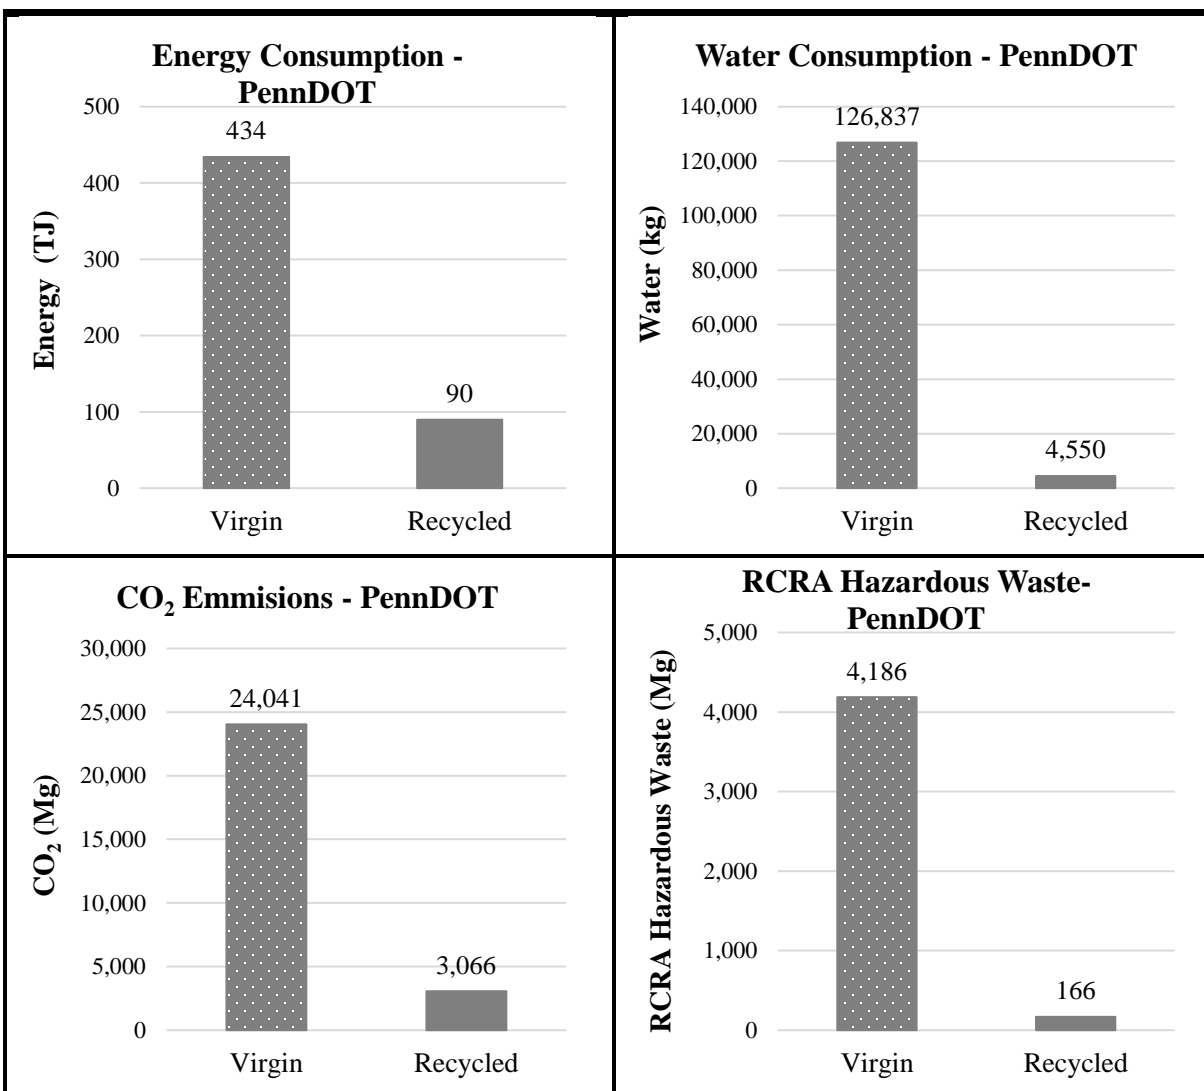 Energy Consumption -
PennDOT
500
400
300
200
100
0
Energy (TJ)
434
90
Virgin
Recycled
Water Consumption - PennDOT
140,000
120,000
100,000
80,000
60,000
40,000
20,000
0
Water (kg)
126,837
4,550
Virgin
Recycled
CO₂ Emmisions - PennDOT
30,000
25,000
20,000
15,000
10,000
5,000
0
CO₂ (Mg)
24,041
3,066
Virgin
Recycled
RCRA Hazardous Waste-
PennDOT
5,000
4,000
3,000
2,000
1,000
0
RCRA Hazardous Waste (Mg)
4,186
166
Virgin
Recycled